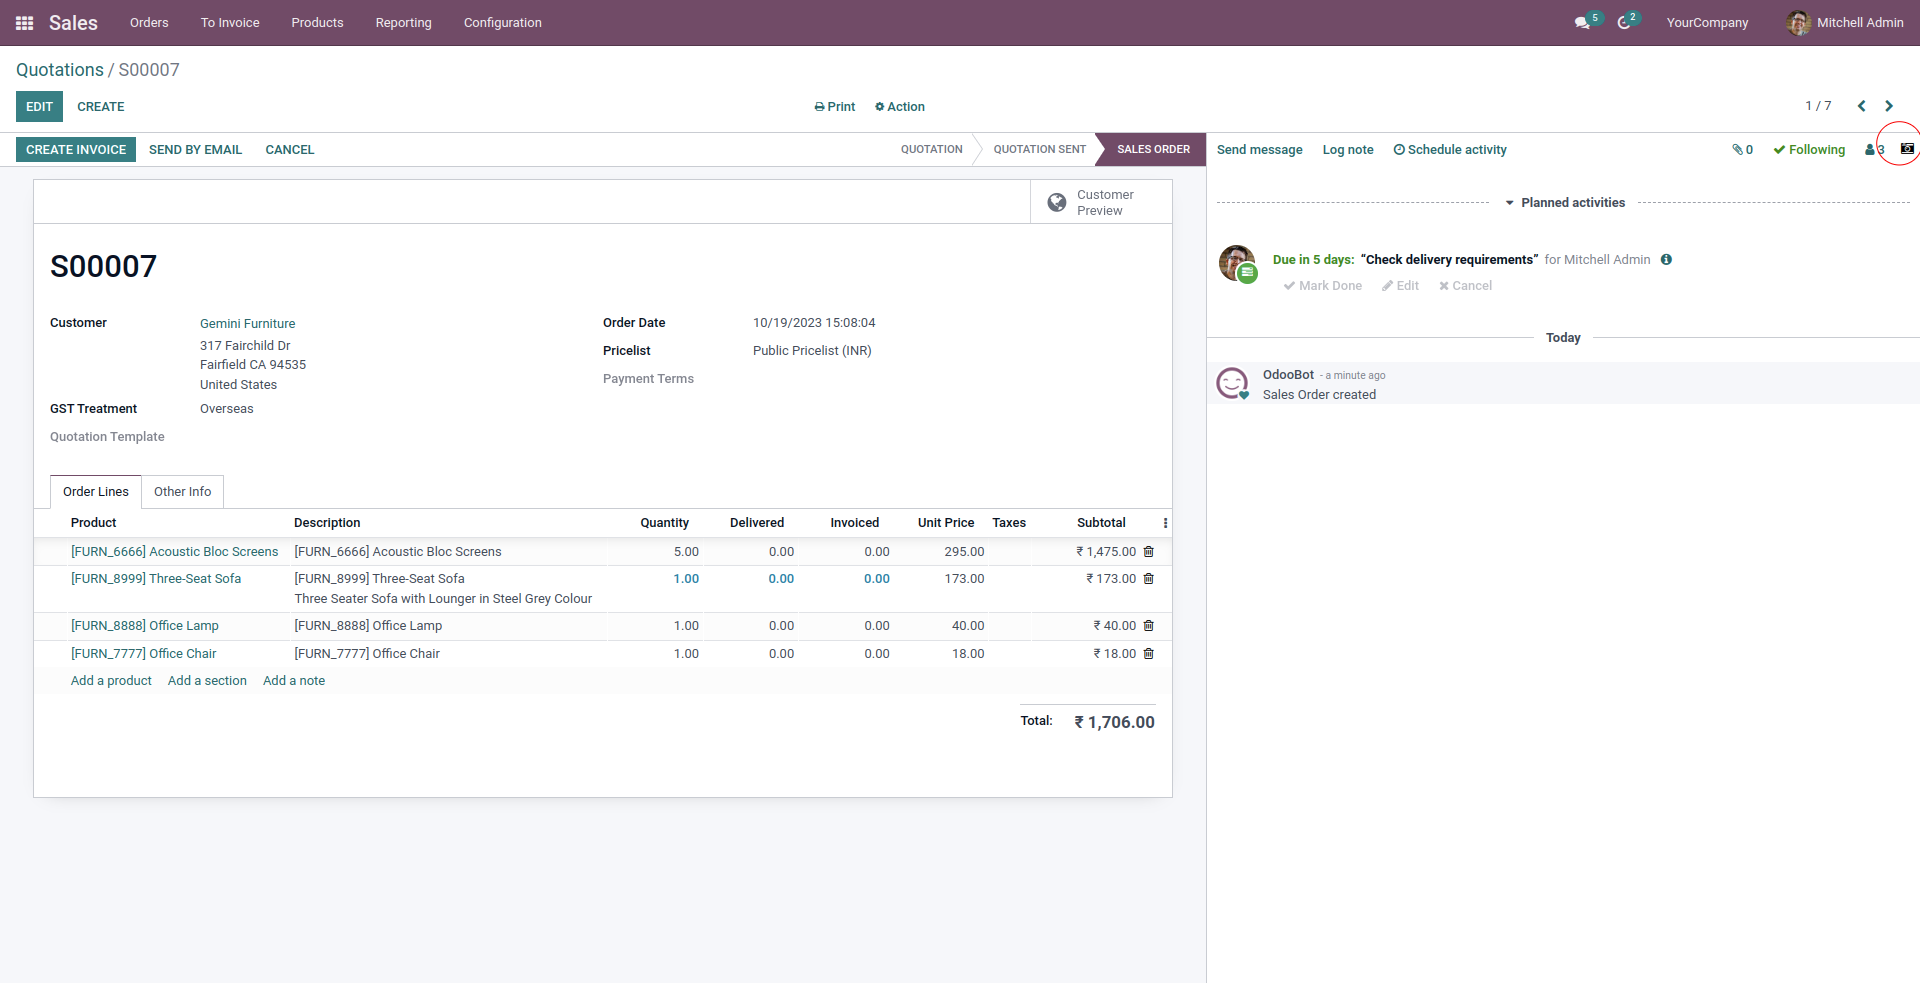 Sales Orders To Invoice Products Reporting Configuration 5 2 YourCompany Mitchell Admin
Quotations / S00007
EDIT CREATE Print Action 1 / 7
CREATE INVOICE SEND BY EMAIL CANCEL QUOTATION QUOTATION SENT SALES ORDER
Customer
Preview
S00007
Customer Gemini Furniture
317 Fairchild Dr
Fairfield CA 94535
United States
GST Treatment Overseas
Quotation Template
Order Date 10/19/2023 15:08:04
Pricelist Public Pricelist (INR)
Payment Terms
Order Lines Other Info
Product Description Quantity Delivered Invoiced Unit Price Taxes Subtotal
[FURN_6666] Acoustic Bloc Screens [FURN_6666] Acoustic Bloc Screens 5.00 0.00 0.00 295.00 ₹ 1,475.00
[FURN_8999] Three-Seat Sofa [FURN_8999] Three-Seat Sofa 1.00 0.00 0.00 173.00 ₹ 173.00
Three Seater Sofa with Lounger in Steel Grey Colour
[FURN_8888] Office Lamp [FURN_8888] Office Lamp 1.00 0.00 0.00 40.00 ₹ 40.00
[FURN_7777] Office Chair [FURN_7777] Office Chair 1.00 0.00 0.00 18.00 ₹ 18.00
Add a product Add a section Add a note
Total: ₹ 1,706.00
Send message Log note Schedule activity 0 Following 3
Planned activities
Due in 5 days: “Check delivery requirements” for Mitchell Admin
Mark Done Edit Cancel
Today
OdooBot - a minute ago
Sales Order created